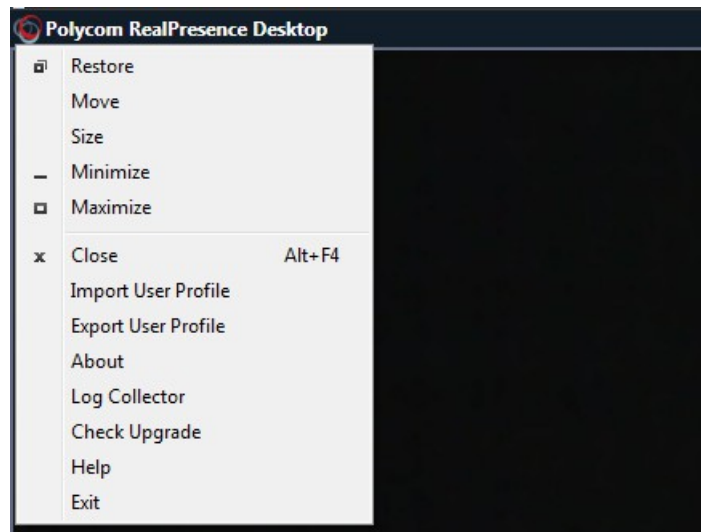 Polycom RealPresence Desktop
Restore
Move
Size
Minimize
Maximize
Close Alt+F4
Import User Profile
Export User Profile
About
Log Collector
Check Upgrade
Help
Exit